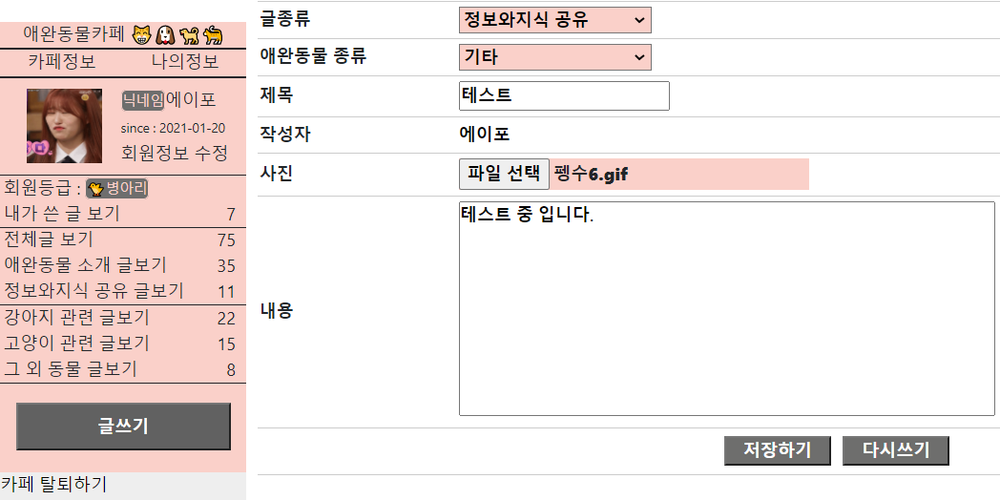 애완동물카페
카페정보 나의정보
닉네임에이포
since : 2021-01-20
회원정보 수정
회원등급 : 병아리
내가 쓴 글 보기 7
전체글 보기 75
애완동물 소개 글보기 35
정보와지식 공유 글보기 11
강아지 관련 글보기 22
고양이 관련 글보기 15
그 외 동물 글보기 8
글쓰기
카페 탈퇴하기
글종류 정보와지식 공유
애완동물 종류 기타
제목 테스트
작성자 에이포
사진 파일 선택 펭수6.gif
내용 테스트 중 입니다.
저장하기 다시쓰기